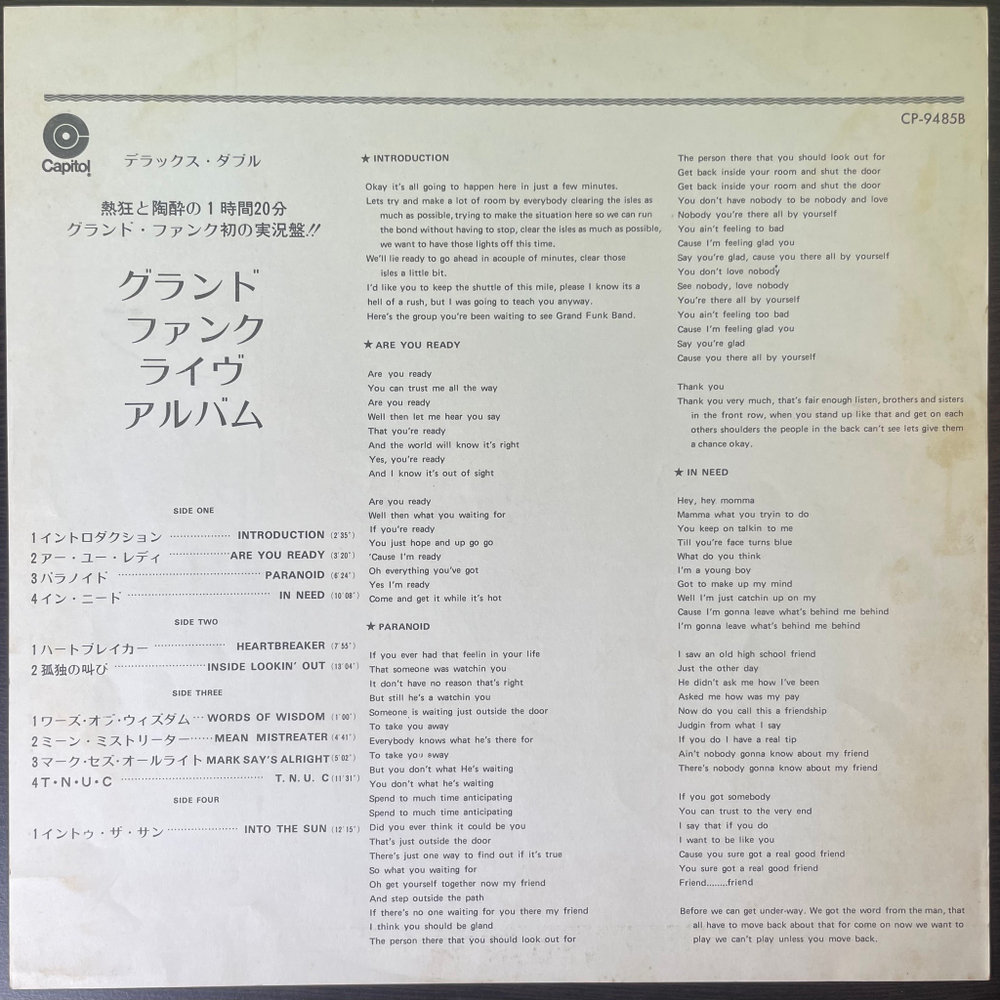 CP-9485B
Capitol
デラックス・ダブル
熱狂と陶酔の1時間20分
グランド・ファンク初の実況盤!!
グランド
ファンク
ライヴ
アルバム
SIDE ONE
1 イントロダクション INTRODUCTION (2'35")
2 アー・ユー・レディ ARE YOU READY (3'20")
3 パラノイド PARANOID (6'24")
4 イン・ニード IN NEED (10'08")
SIDE TWO
1 ハートブレイカー HEARTBREAKER (7'55")
2 孤独の叫び INSIDE LOOKIN' OUT (13'04")
SIDE THREE
1 ワーズ・オブ・ウィズダム WORDS OF WISDOM (1'00")
2 ミーン・ミストリーター MEAN MISTREATER (4'41")
3 マーク・セズ・オールライト MARK SAY'S ALRIGHT (5'02")
4 T・N・U・C T. N. U. C (11'31")
SIDE FOUR
1 イントゥ・ザ・サン INTO THE SUN (12'15")
★ INTRODUCTION
Okay it's all going to happen here in just a few minutes.
Lets try and make a lot of room by everybody clearing the isles as
much as possible, trying to make the situation here so we can run
the bond without having to stop, clear the isles as much as possible,
we want to have those lights off this time.
We'll lie ready to go ahead in acouple of minutes, clear those
isles a little bit.
I'd like you to keep the shuttle of this mile, please I know its a
hell of a rush, but I was going to teach you anyway.
Here's the group you're been waiting to see Grand Funk Band.
★ ARE YOU READY
Are you ready
You can trust me all the way
Are you ready
Well then let me hear you say
That you're ready
And the world will know it's right
Yes, you're ready
And I know it's out of sight
Are you ready
Well then what you waiting for
If you're ready
You just hope and up go go
'Cause I'm ready
Oh everything you've got
Yes I'm ready
Come and get it while it's hot
★ PARANOID
If you ever had that feelin in your life
That someone was watchin you
It don't have no reason that's right
But still he's a watchin you
Someone is waiting just outside the door
To take you away
Everybody knows what he's there for
To take you away
But you don't what He's waiting
You don't what he's waiting
Spend to much time anticipating
Spend to much time anticipating
Did you ever think it could be you
That's just outside the door
There's just one way to find out if it's true
So what you waiting for
Oh get yourself together now my friend
And step outside the path
If there's no one waiting for you there my friend
I think you should be gland
The person there that you should look out for
The person there that you should look out for
Get back inside your room and shut the door
Get back inside your room and shut the door
You don't have nobody to be nobody and love
Nobody you're there all by yourself
You ain't feeling to bad
Cause I'm feeling glad you
Say you're glad, cause you there all by yourself
You don't love nobody
See nobody, love nobody
You're there all by yourself
You ain't feeling too bad
Cause I'm feeling glad you
Say you're glad
Cause you there all by yourself
Thank you
Thank you very much, that's fair enough listen, brothers and sisters
in the front row, when you stand up like that and get on each
others shoulders the people in the back can't see lets give them
a chance okay.
★ IN NEED
Hey, hey momma
Mamma what you tryin to do
You keep on talkin to me
Till you're face turns blue
What do you think
I'm a young boy
Got to make up my mind
Well I'm just catchin up on my
Cause I'm gonna leave what's behind me behind
I'm gonna leave what's behind me behind
I saw an old high school friend
Just the other day
He didn't ask me how I've been
Asked me how was my pay
Now do you call this a friendship
Judgin from what I say
If you do I have a real tip
Ain't nobody gonna know about my friend
There's nobody gonna know about my friend
If you got somebody
You can trust to the very end
I say that if you do
I want to be like you
Cause you sure got a real good friend
You sure got a real good friend
Friend........friend
Before we can get under-way. We got the word from the man, that
all have to move back about that for come on now we want to
play we can't play unless you move back.